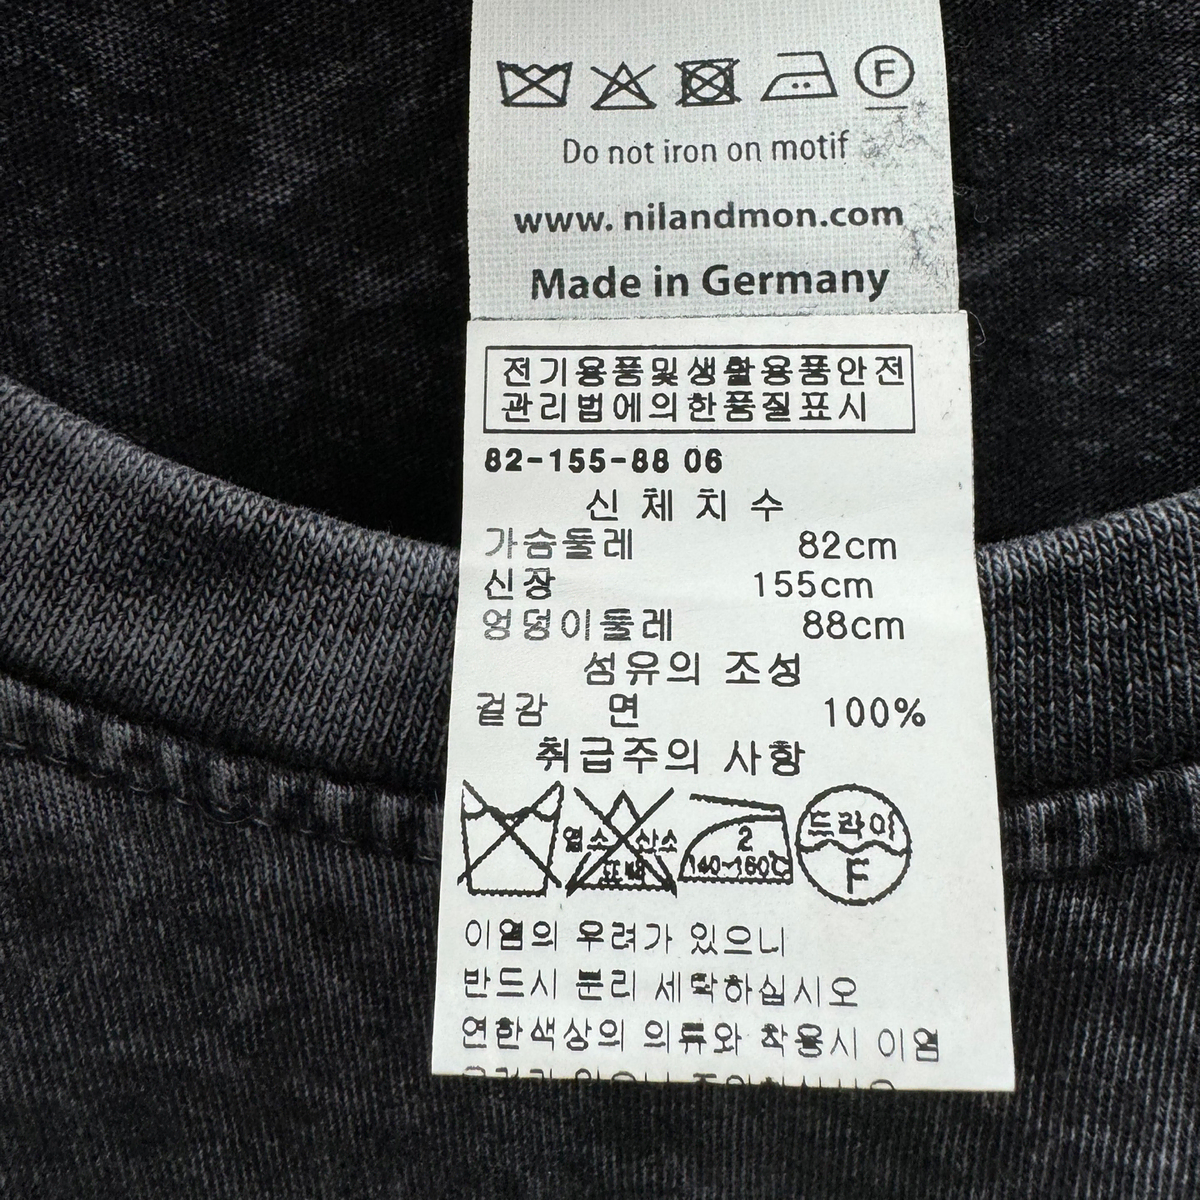 F
Do not iron on motif
www. nilandmon.com
Made in Germany
전기용품및생활용품안전
관리법에의한품질표시
82-155-88 06
신체치수
가슴둘레 82cm
신장 155cm
엉덩이둘레 88cm
섬유의 조성
겉감 면 100%
취급주의 사항
염소 산소 표백 2 140~160℃ 드라이 F
이염의 우려가 있으니
반드시 분리 세탁하십시오
연한색상의 의류와 착용시 이염